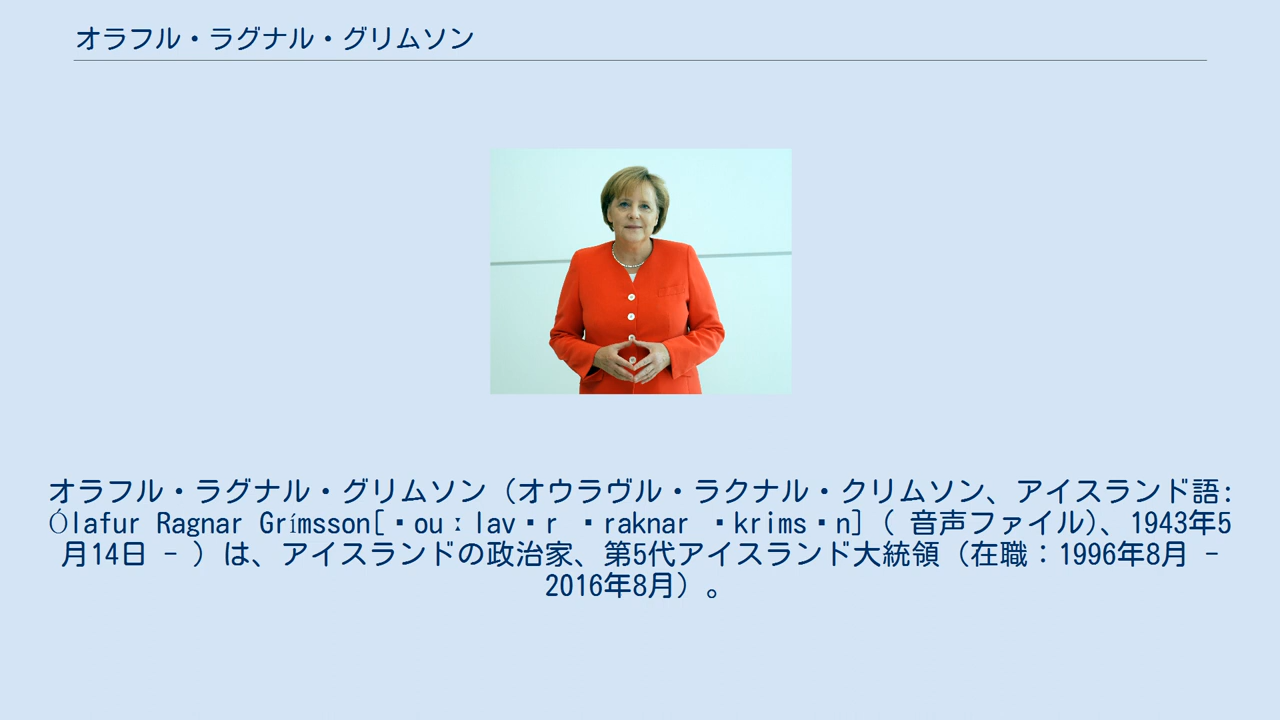 オラフル・ラグナル・グリムソン
オラフル・ラグナル・グリムソン（オウラヴル・ラクナル・クリムソン、アイスランド語:
Ólafur Ragnar Grímsson[ˈouːlavʏr ˈraknar ˈkrimsɔn] ( 音声ファイル)、1943年5
月14日 - ）は、アイスランドの政治家、第5代アイスランド大統領（在職：1996年8月 -
2016年8月）。